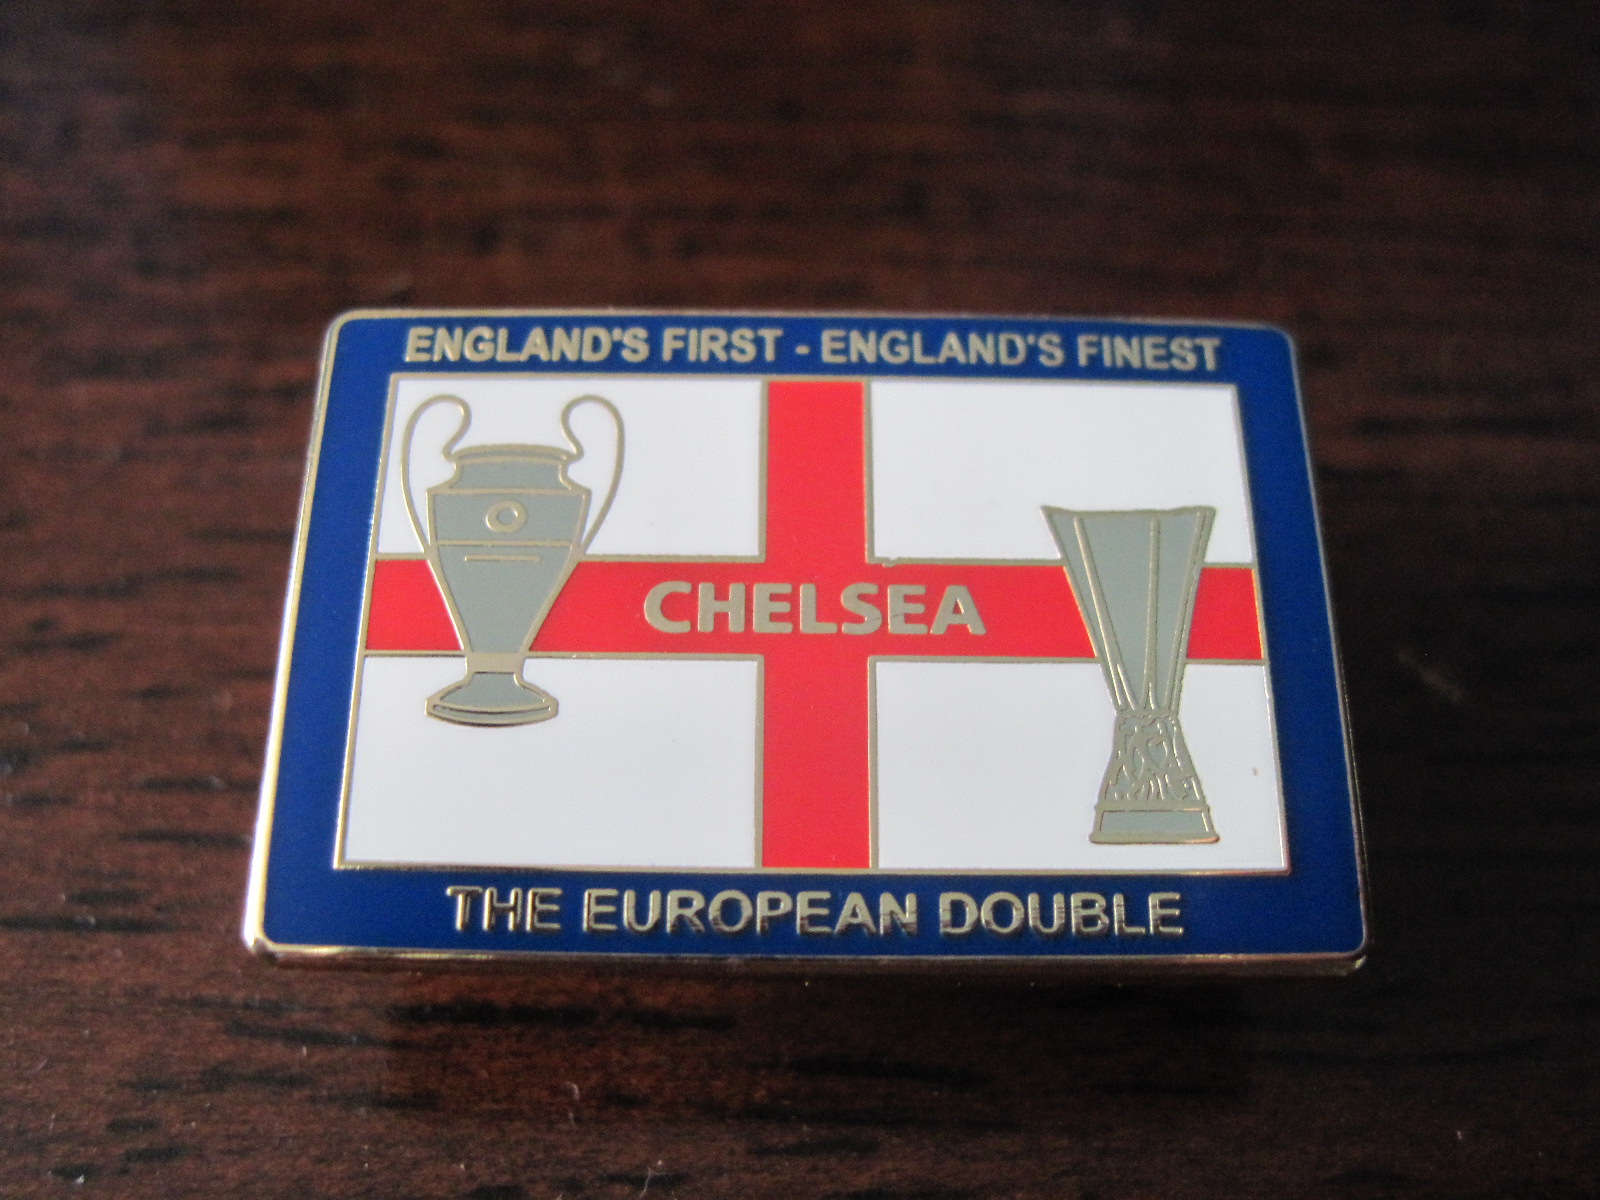 ENGLAND'S FIRST - ENGLAND'S FINEST
CHELSEA
THE EUROPEAN DOUBLE